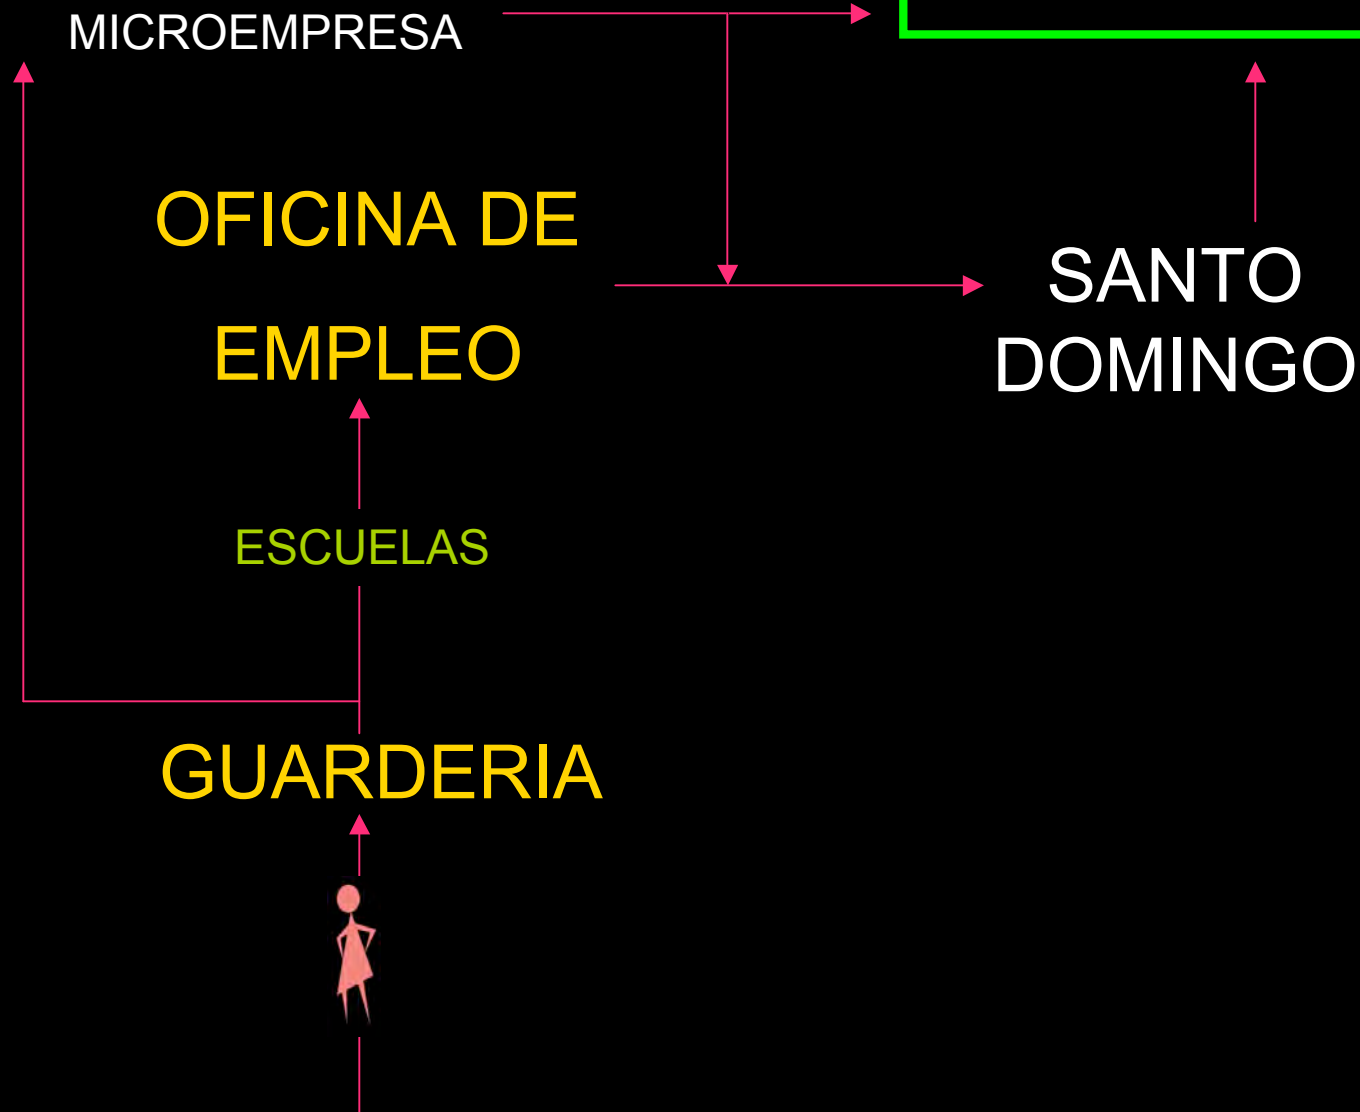 MICROEMPRESA
OFICINA DE
EMPLEO
SANTO
DOMINGO
ESCUELAS
GUARDERIA